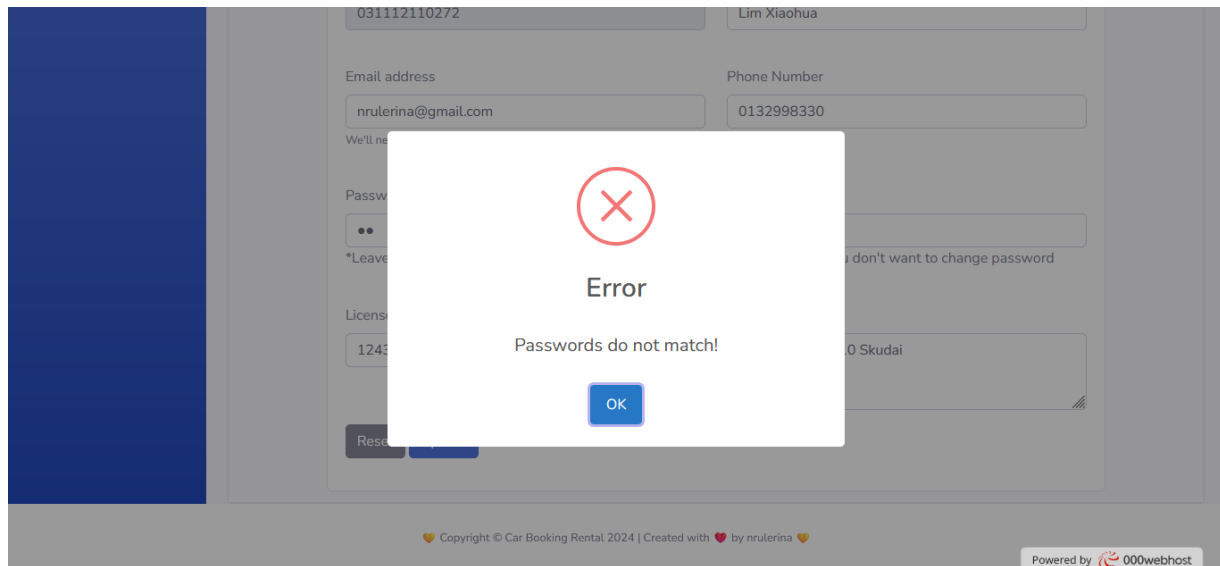 031112110272 Lim Xiaohua
Email address Phone Number
nrulerina@gmail.com 0132998330
We'll ne
Passw
*Leave u don't want to change password
Error
Licens
Passwords do not match!
1243 0 Skudai
OK
Rese
Copyright © Car Booking Rental 2024 | Created with ❤️ by nrulerina
Powered by 000webhost